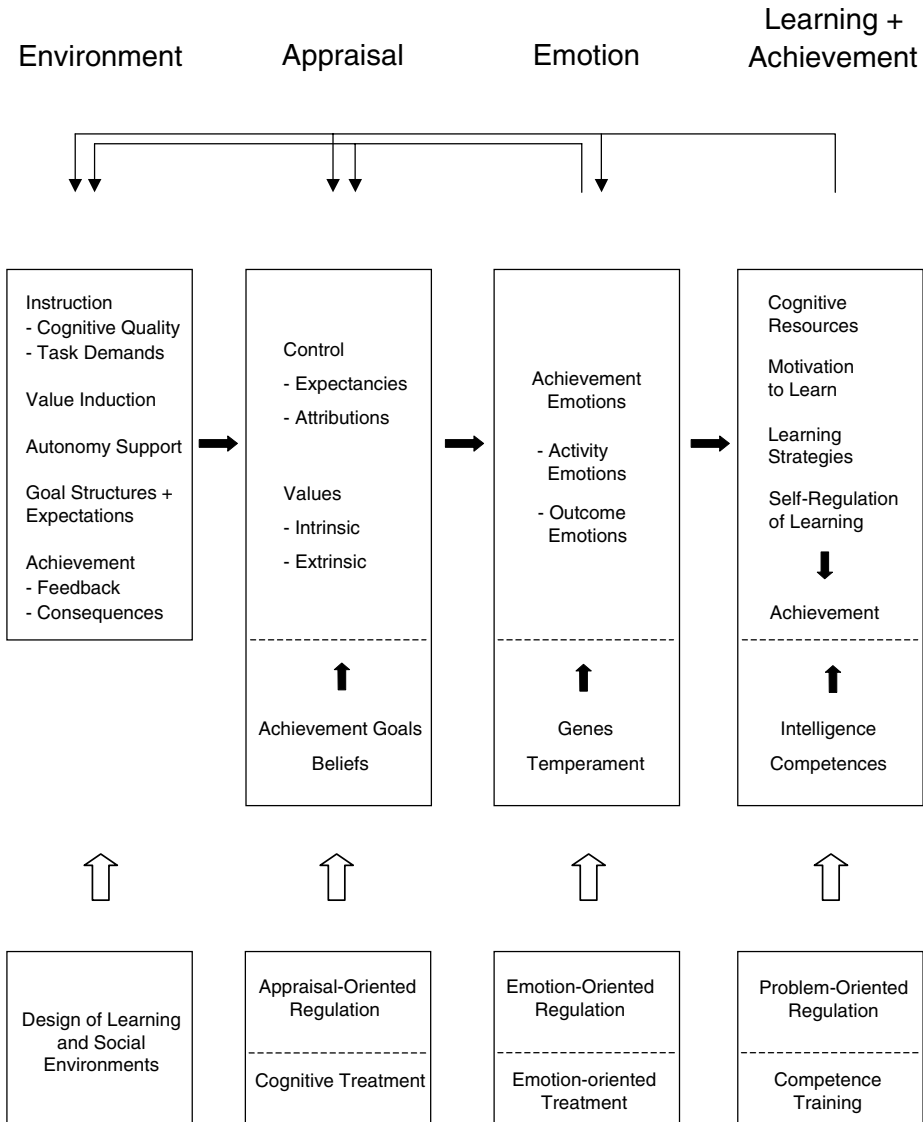 Environment
Appraisal
Emotion
Learning +
Achievement
Instruction
- Cognitive Quality
- Task Demands
Value Induction
Autonomy Support
Goal Structures +
Expectations
Achievement
- Feedback
- Consequences
Control
- Expectancies
- Attributions
Values
- Intrinsic
- Extrinsic
Achievement Goals
Beliefs
Achievement
Emotions
- Activity
Emotions
- Outcome
Emotions
Genes
Temperament
Cognitive
Resources
Motivation
to Learn
Learning
Strategies
Self-Regulation
of Learning
Achievement
Intelligence
Competences
Design of Learning
and Social
Environments
Appraisal-Oriented
Regulation
Cognitive Treatment
Emotion-Oriented
Regulation
Emotion-oriented
Treatment
Problem-Oriented
Regulation
Competence
Training